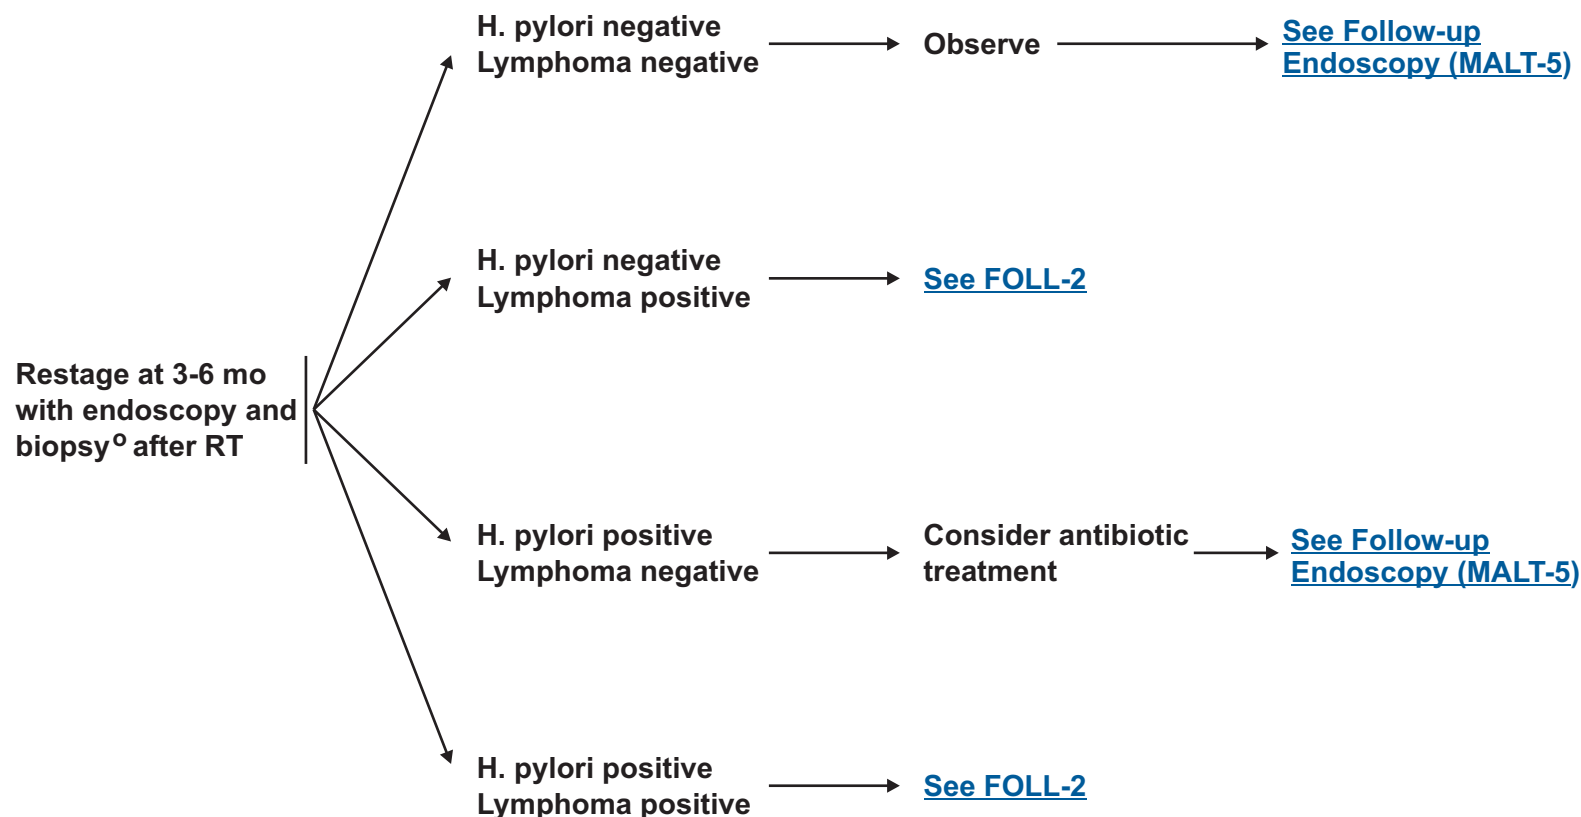 H. pylori negative
Lymphoma negative
Observe
See Follow-up
Endoscopy (MALT-5)
H. pylori negative
Lymphoma positive
See FOLL-2
Restage at 3-6 mo
with endoscopy and
biopsyᵒ after RT
H. pylori positive
Lymphoma negative
Consider antibiotic
treatment
See Follow-up
Endoscopy (MALT-5)
H. pylori positive
Lymphoma positive
See FOLL-2